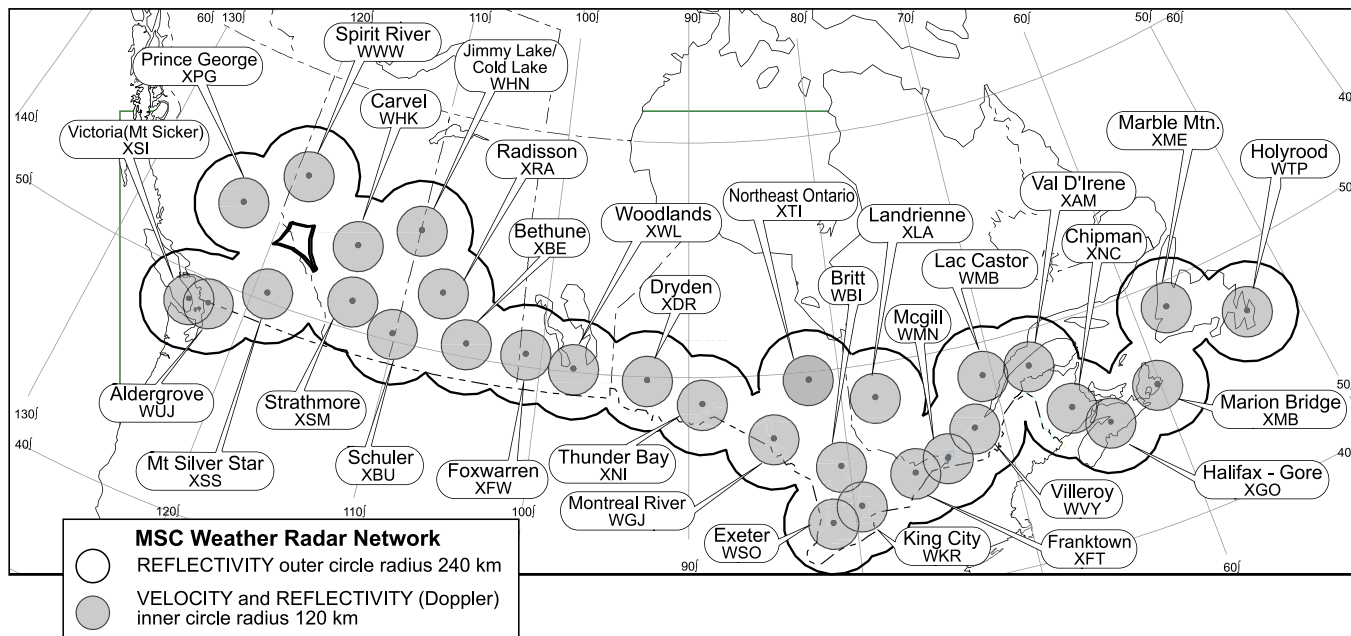 60∫ 130∫ 120∫ 110∫ 100∫ 90∫ 80∫ 70∫ 60∫ 50∫ 60∫
Spirit River
WWW
Prince George
XPG
Jimmy Lake/
Cold Lake
WHN
Carvel
WHK
140∫
40∫
Victoria(Mt Sicker)
XSI
Radisson
XRA
Marble Mtn.
XME
Holyrood
WTP
50∫
50∫
Northeast Ontario
XTI
Landrienne
XLA
Val D'Irene
XAM
Woodlands
XWL
Bethune
XBE
Chipman
XNC
Lac Castor
WMB
Dryden
XDR
Britt
WBI
Mcgill
WMN
Aldergrove
WUJ
Strathmore
XSM
50∫
Marion Bridge
XMB
130∫
40∫
40∫
Mt Silver Star
XSS
Schuler
XBU
Foxwarren
XFW
Thunder Bay
XNI
Halifax - Gore
XGO
Montreal River
WGJ
Villeroy
WVY
120∫ 110∫ 100∫
Exeter
WSO
King City
WKR
Franktown
XFT
90∫ 80∫ 70∫ 60∫
MSC Weather Radar Network
REFLECTIVITY outer circle radius 240 km
VELOCITY and REFLECTIVITY (Doppler)
inner circle radius 120 km